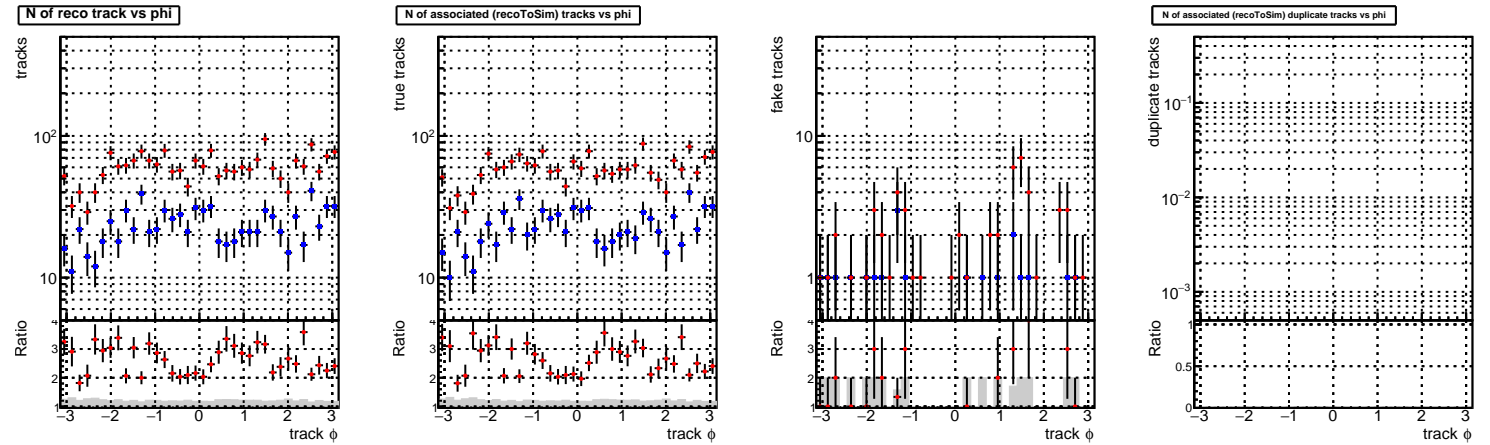 N of reco track vs phi
tracks
10²
10
Ratio
4
3
2
1
−3 −2 −1 0 1 2 3
track ϕ
N of associated (recoToSim) tracks vs phi
true tracks
10²
10
Ratio
4
3
2
1
−3 −2 −1 0 1 2 3
track ϕ
fake tracks
10
1
Ratio
4
3
2
1
−3 −2 −1 0 1 2 3
track ϕ
N of associated (recoToSim) duplicate tracks vs phi
duplicate tracks
10⁻¹
10⁻²
10⁻³
Ratio
1
0.5
0
−3 −2 −1 0 1 2 3
track ϕ